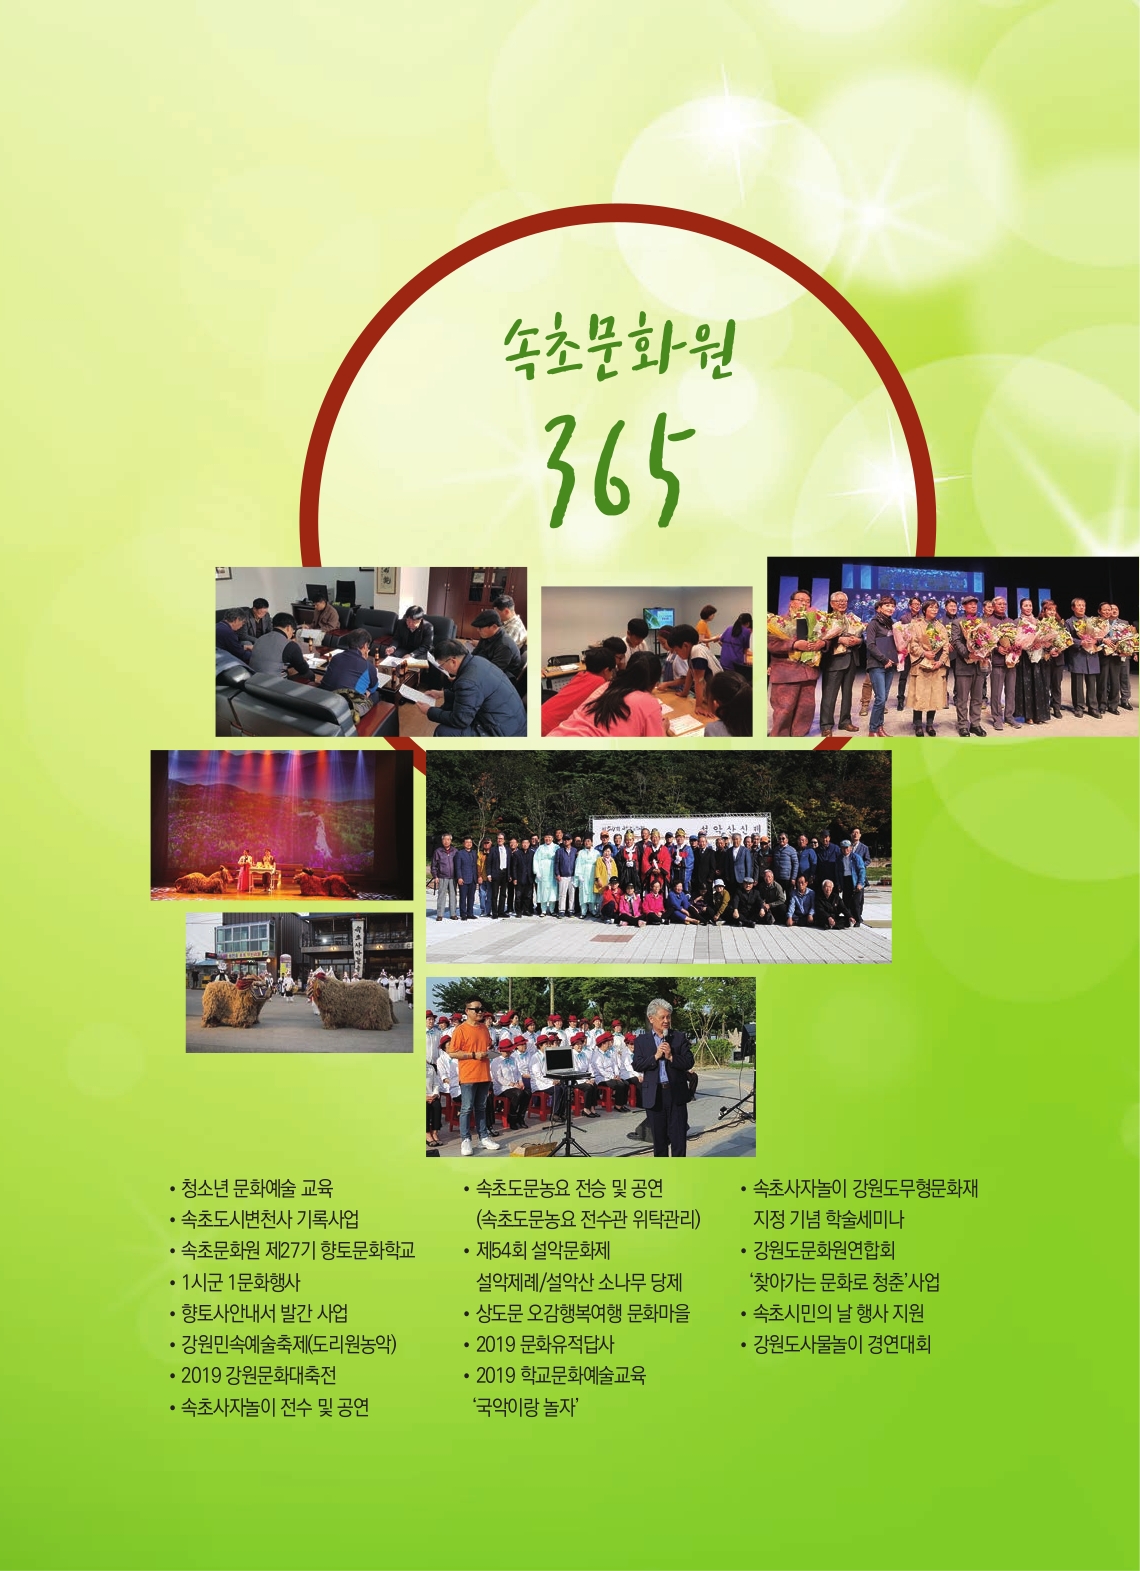 속초문화원
365
설악산신제
• 청소년 문화예술 교육
• 속초도시변천사 기록사업
• 속초문화원 제27기 향토문화학교
• 1시군 1문화행사
• 향토사안내서 발간 사업
• 강원민속예술축제(도리원농악)
• 2019 강원문화대축전
• 속초사자놀이 전수 및 공연
• 속초도문농요 전승 및 공연
(속초도문농요 전수관 위탁관리)
• 제54회 설악문화제
설악제례/설악산 소나무 당제
• 상도문 오감행복여행 문화마을
• 2019 문화유적답사
• 2019 학교문화예술교육
‘국악이랑 놀자’
• 속초사자놀이 강원도무형문화재
지정 기념 학술세미나
• 강원도문화원연합회
‘찾아가는 문화로 청춘’사업
• 속초시민의 날 행사 지원
• 강원도사물놀이 경연대회